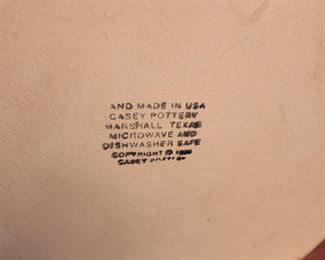 AND MADE IN USA
CASEY POTTERY
MARSHALL TEXAS
MICROWAVE AND
DISHWASHER SAFE
COPYRIGHT ©
CASEY POTTERY